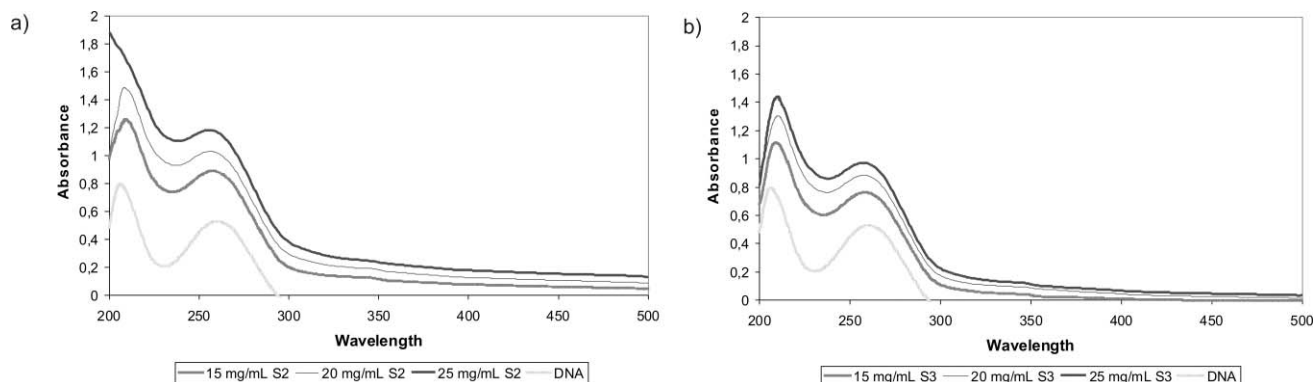 a)
Absorbance
2
1,8
1,6
1,4
1,2
1
0,8
0,6
0,4
0,2
0
200 250 300 350 400 450 500
Wavelength
15 mg/mL S2 20 mg/mL S2 25 mg/mL S2 DNA
b)
Absorbance
2
1,8
1,6
1,4
1,2
1
0,8
0,6
0,4
0,2
0
200 250 300 350 400 450 500
Wavelength
15 mg/mL S3 20 mg/mL S3 25 mg/mL S3 DNA